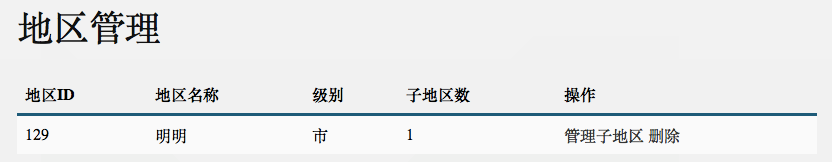 地区管理
地区ID 地区名称 级别 子地区数 操作
129 明明 市 1 管理子地区 删除